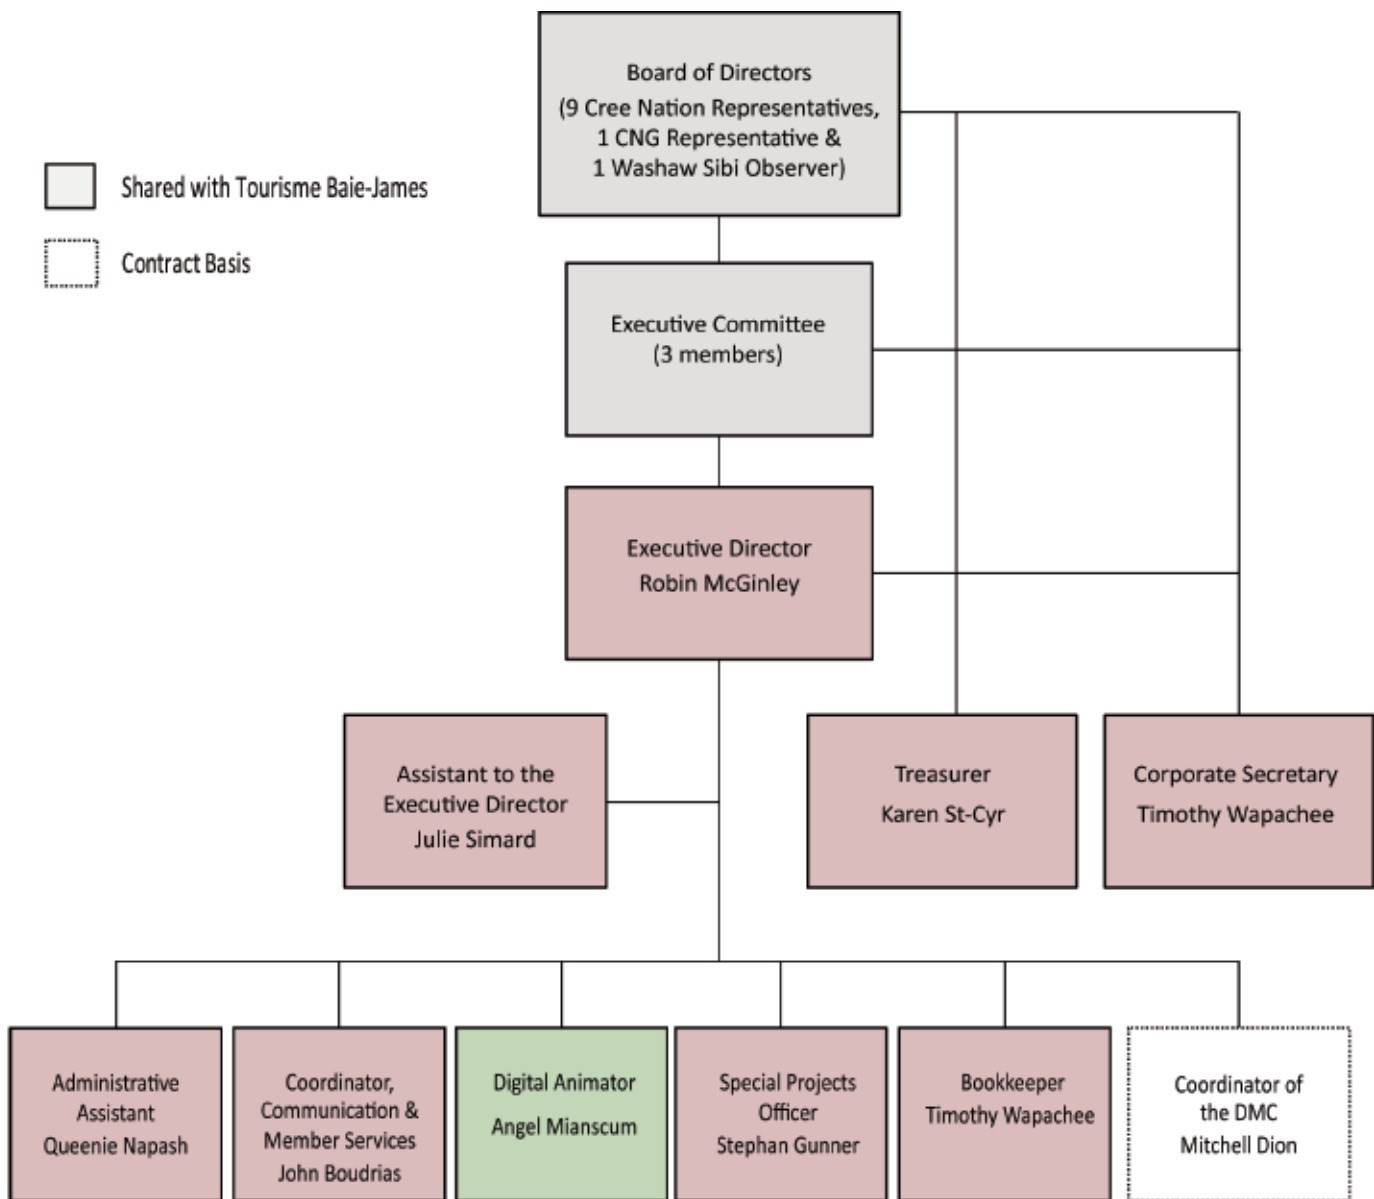 Board of Directors
(9 Cree Nation Representatives,
1 CNG Representative &
1 Washaw Sibi Observer)
Shared with Tourisme Baie-James
Contract Basis
Executive Committee
(3 members)
Executive Director
Robin McGinley
Assistant to the
Executive Director
Julie Simard
Treasurer
Karen St-Cyr
Corporate Secretary
Timothy Wapachee
Administrative
Assistant
Queenie Napash
Coordinator,
Communication &
Member Services
John Boudrias
Digital Animator
Angel Mianscum
Special Projects
Officer
Stephan Gunner
Bookkeeper
Timothy Wapachee
Coordinator of
the DMC
Mitchell Dion